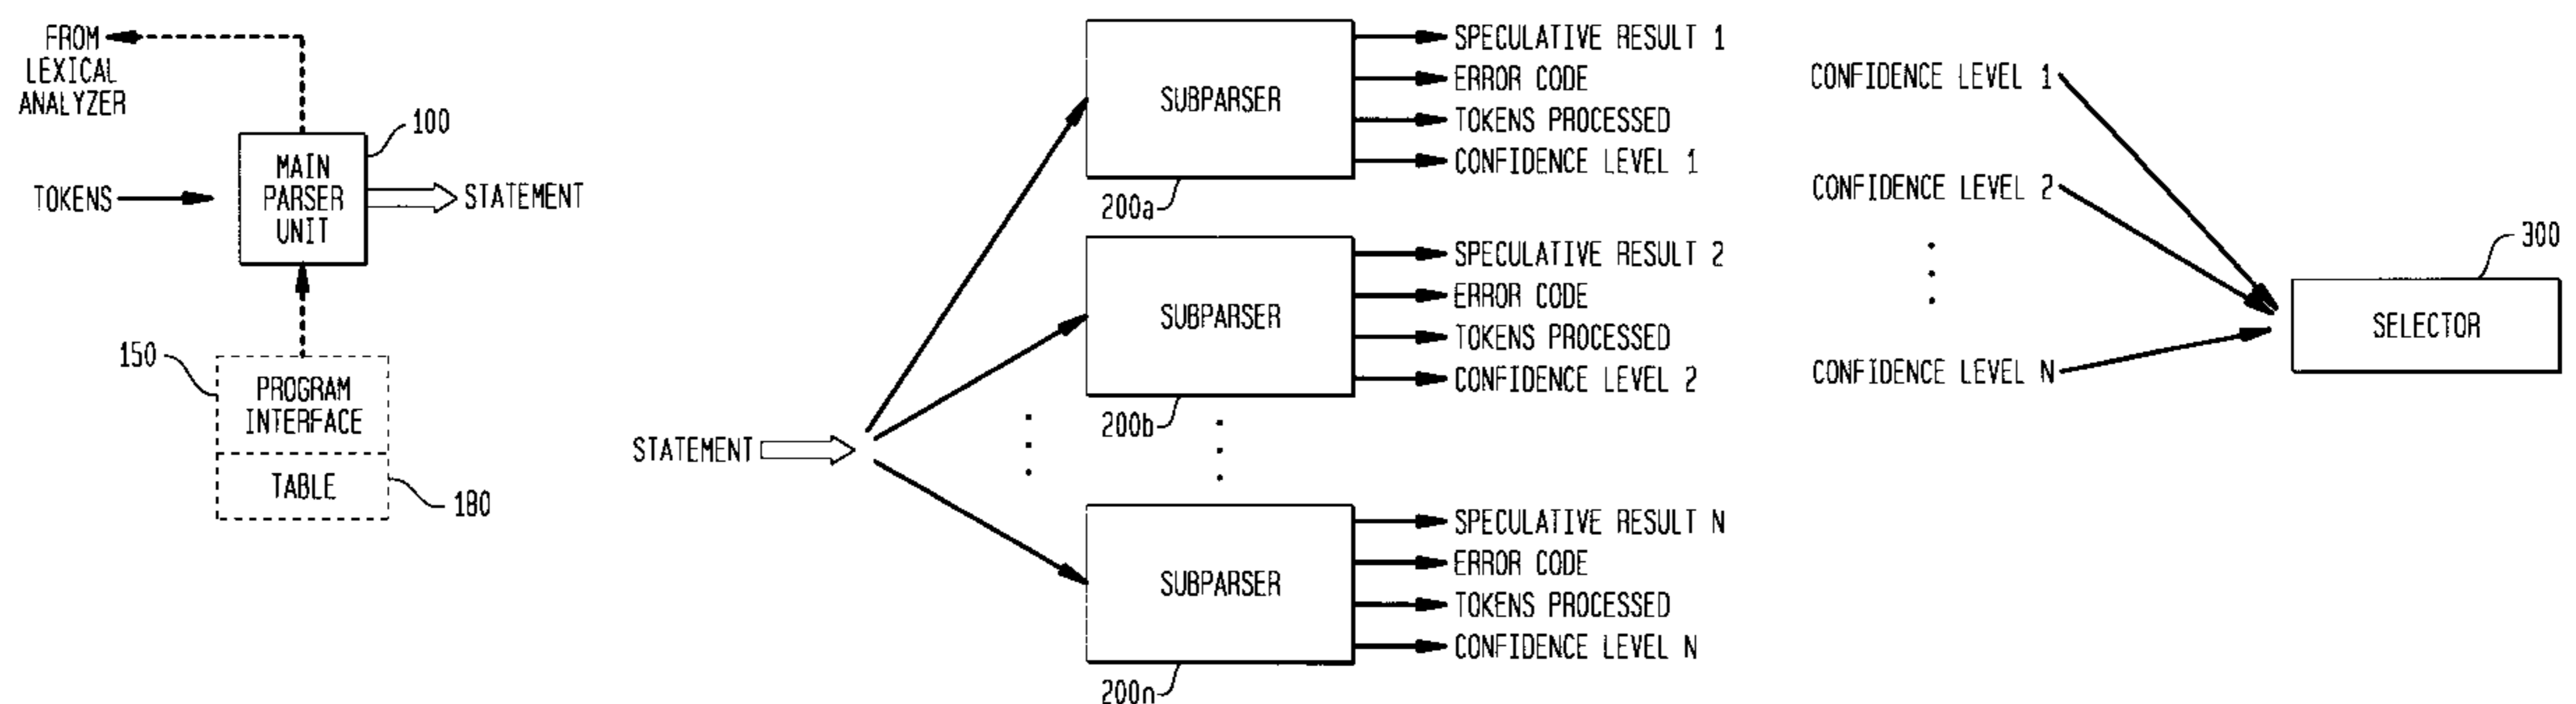 FROM
LEXICAL
ANALYZER
100
MAIN
PARSER
UNIT
TOKENS
STATEMENT
150
PROGRAM
INTERFACE
TABLE
180
STATEMENT
SUBPARSER
200a
SPECULATIVE RESULT 1
ERROR CODE
TOKENS PROCESSED
CONFIDENCE LEVEL 1
SUBPARSER
200b
SPECULATIVE RESULT 2
ERROR CODE
TOKENS PROCESSED
CONFIDENCE LEVEL 2
SUBPARSER
200n
SPECULATIVE RESULT N
ERROR CODE
TOKENS PROCESSED
CONFIDENCE LEVEL N
CONFIDENCE LEVEL 1
CONFIDENCE LEVEL 2
CONFIDENCE LEVEL N
300
SELECTOR